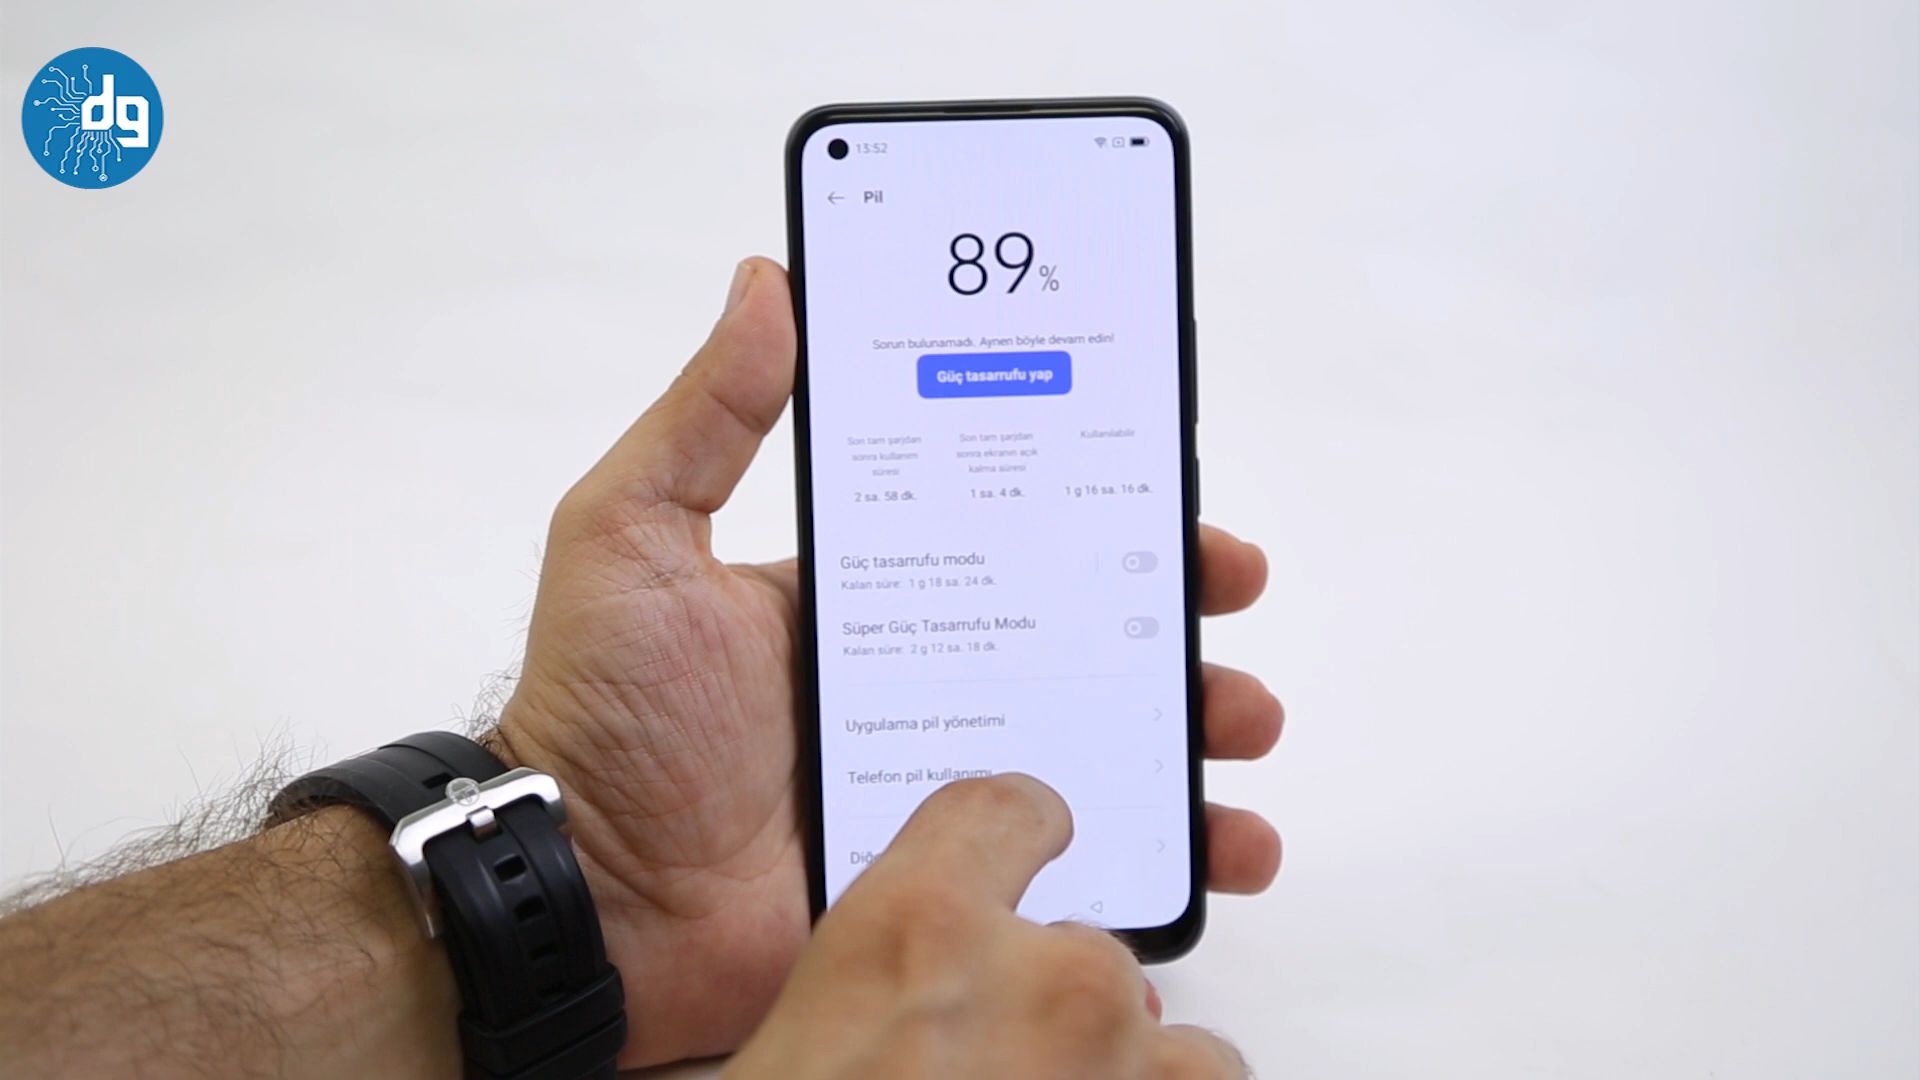 dg
13:52
Pil
89%
Sorun bulunamadı. Aynen böyle devam edin!
Güç tasarrufu yap
Son tam şarjdan
sonra kullanım
süresi
2 sa. 58 dk.
Son tam şarjdan
sonra ekranın açık
kalma süresi
1 sa. 4 dk.
Kullanılabilir
1 g 16 sa. 16 dk.
Güç tasarrufu modu
Kalan süre: 1 g 18 sa. 24 dk.
Süper Güç Tasarrufu Modu
Kalan süre: 2 g 12 sa. 18 dk.
Uygulama pil yönetimi
Telefon pil kullanımı